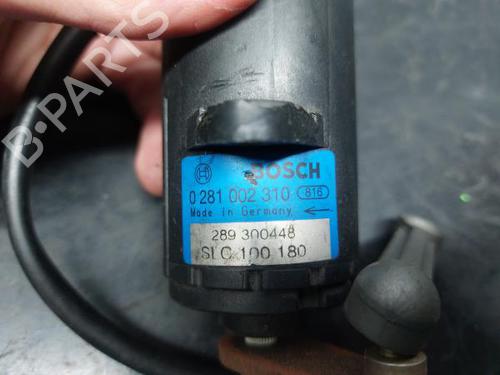 B-PARTS
BOSCH
0 281 002 310 816
Made in Germany
289 300448
SLC 100 180